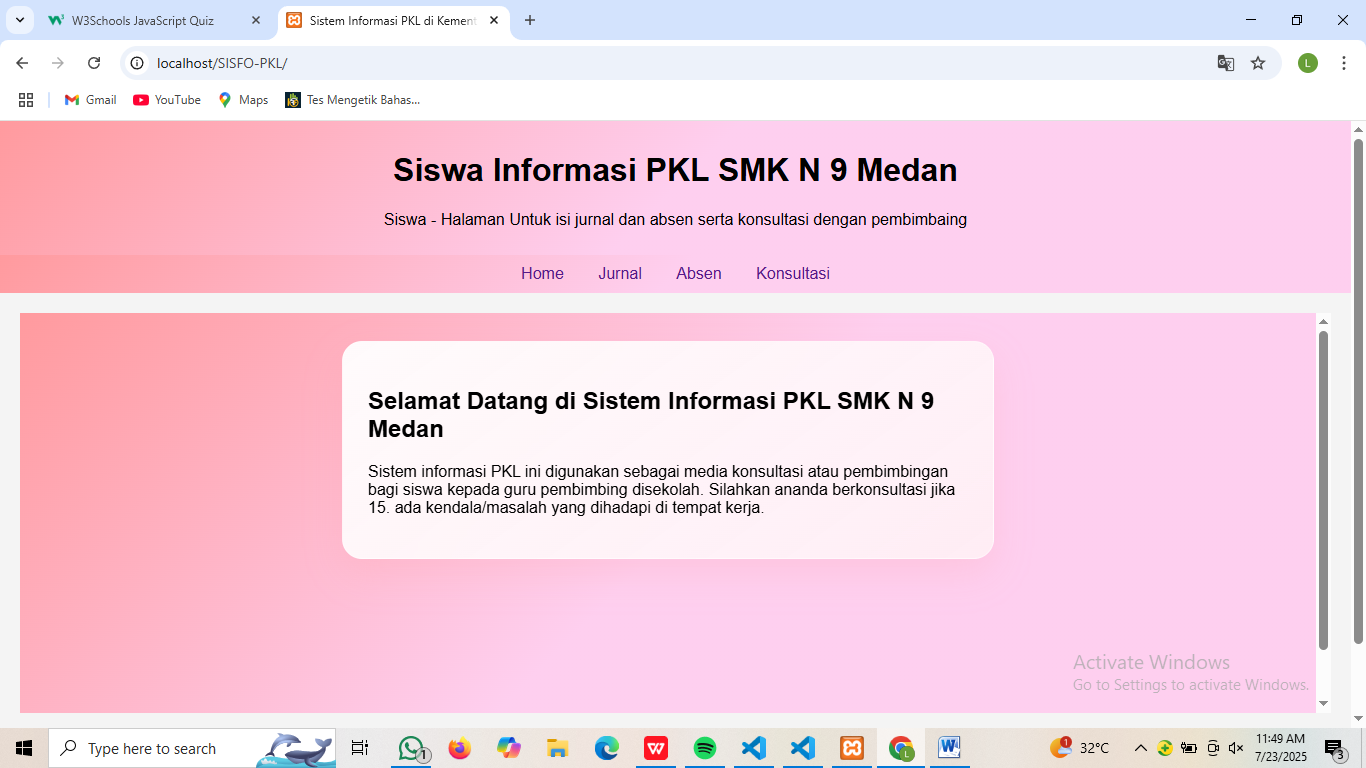 W3Schools JavaScript Quiz
Sistem Informasi PKL di Kement
localhost/SISFO-PKL/
L
Gmail
YouTube
Maps
Tes Mengetik Bahas...
Siswa Informasi PKL SMK N 9 Medan
Siswa - Halaman Untuk isi jurnal dan absen serta konsultasi dengan pembimbaing
Home Jurnal Absen Konsultasi
Selamat Datang di Sistem Informasi PKL SMK N 9
Medan
Sistem informasi PKL ini digunakan sebagai media konsultasi atau pembimbingan
bagi siswa kepada guru pembimbing disekolah. Silahkan ananda berkonsultasi jika
15. ada kendala/masalah yang dihadapi di tempat kerja.
Activate Windows
Go to Settings to activate Windows.
Type here to search
1
W
L
W
1
32°C
11:49 AM
7/23/2025
3